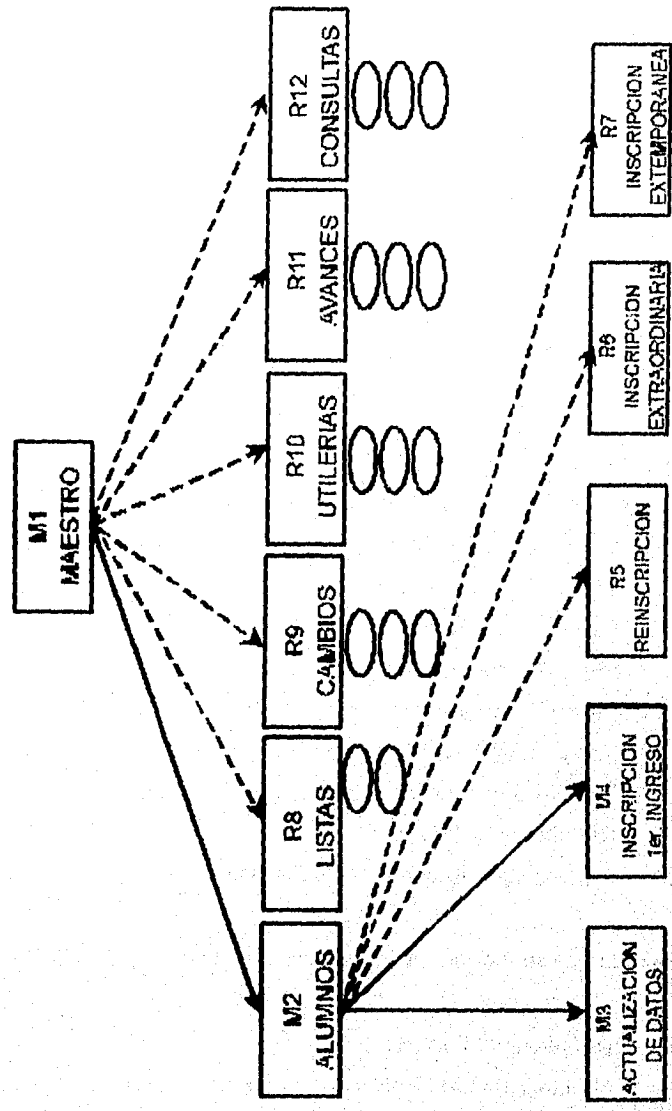 M1
MAESTRO
M2
ALUMNOS
R8
LISTAS
R9
CAMBIOS
R10
UTILERIAS
R11
AVANCES
R12
CONSULTAS
M3
ACTUALIZACION
DE DATOS
M4
INSCRIPCION
1er. INGRESO
R5
REINSCRIPCION
R6
INSCRIPCION
EXTRAORDINARIA
R7
INSCRIPCION
EXTEMPORANEA